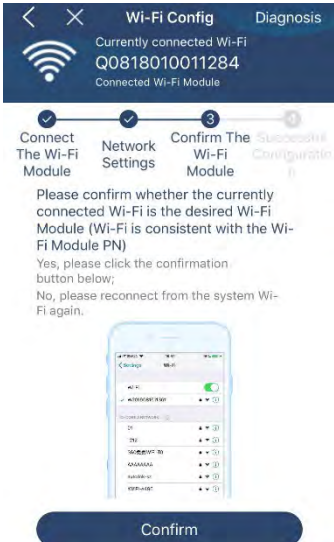 Wi-Fi Config
Diagnosis
Currently connected Wi-Fi
Q0818010011284
Connected Wi-Fi Module
3
Connect
The Wi-Fi
Module
Network
Settings
Confirm The
Wi-Fi
Module
Successful
Please confirm whether the currently
connected Wi-Fi is the desired Wi-Fi
Module (Wi-Fi is consistent with the Wi-
Fi Module PN)
Yes, please click the confirmation
button below;
No, please reconnect from the system Wi-
Fi again.
Settings
Wi-Fi
Wi-Fi
AAAAAAAA
Confirm